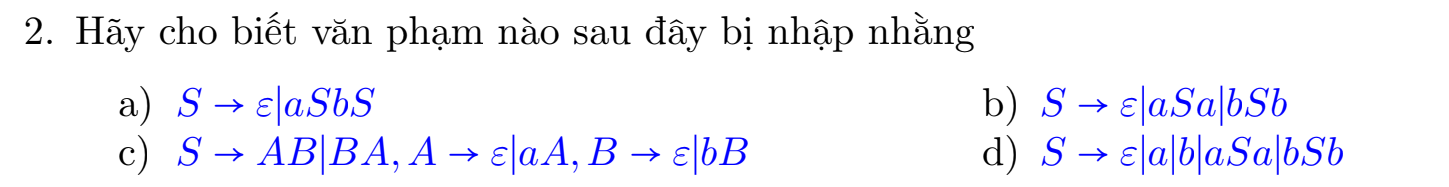 2. Hãy cho biết văn phạm nào sau đây bị nhập nhằng
a) S → ε|aSbS b) S → ε|aSa|bSb
c) S → AB|BA, A → ε|aA, B → ε|bB d) S → ε|a|b|aSa|bSb